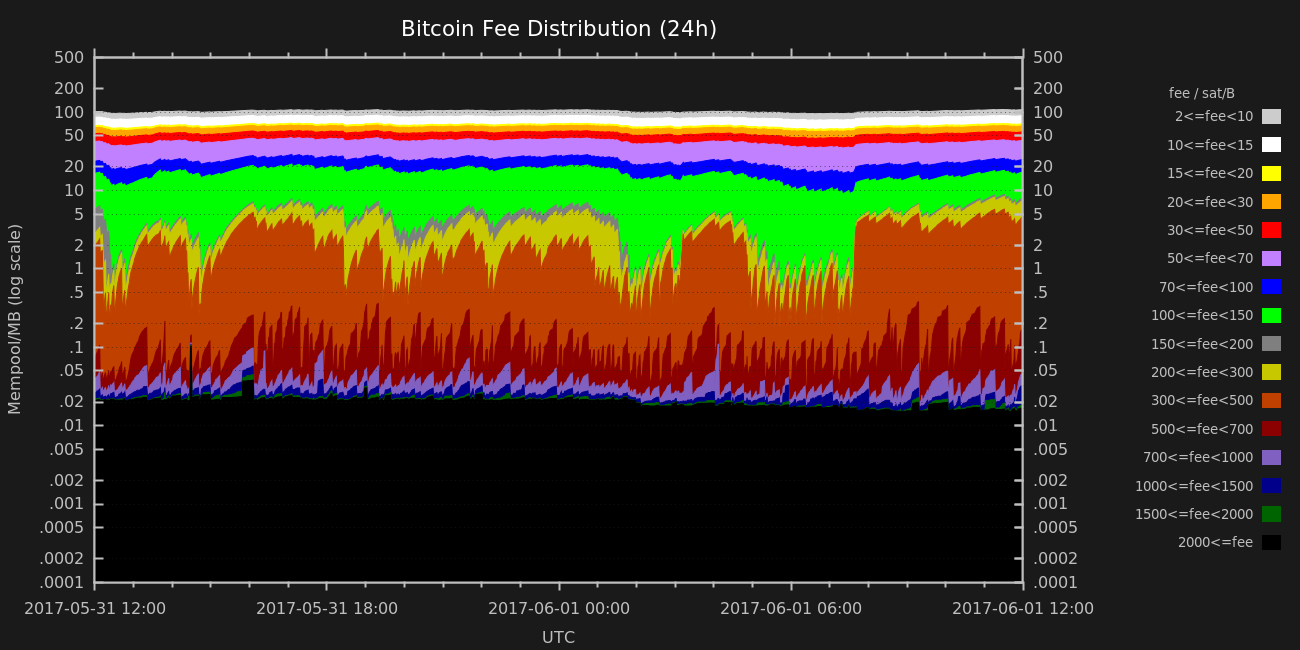 Bitcoin Fee Distribution (24h)
Mempool/MB (log scale)
500
200
100
50
20
10
5
2
1
.5
.2
.1
.05
.02
.01
.005
.002
.001
.0005
.0002
.0001
500
200
100
50
20
10
5
2
1
.5
.2
.1
.05
.02
.01
.005
.002
.001
.0005
.0002
.0001
fee / sat/B
2<=fee<10
10<=fee<15
15<=fee<20
20<=fee<30
30<=fee<50
50<=fee<70
70<=fee<100
100<=fee<150
150<=fee<200
200<=fee<300
300<=fee<500
500<=fee<700
700<=fee<1000
1000<=fee<1500
1500<=fee<2000
2000<=fee
2017-05-31 12:00 2017-05-31 18:00 2017-06-01 00:00 2017-06-01 06:00 2017-06-01 12:00
UTC